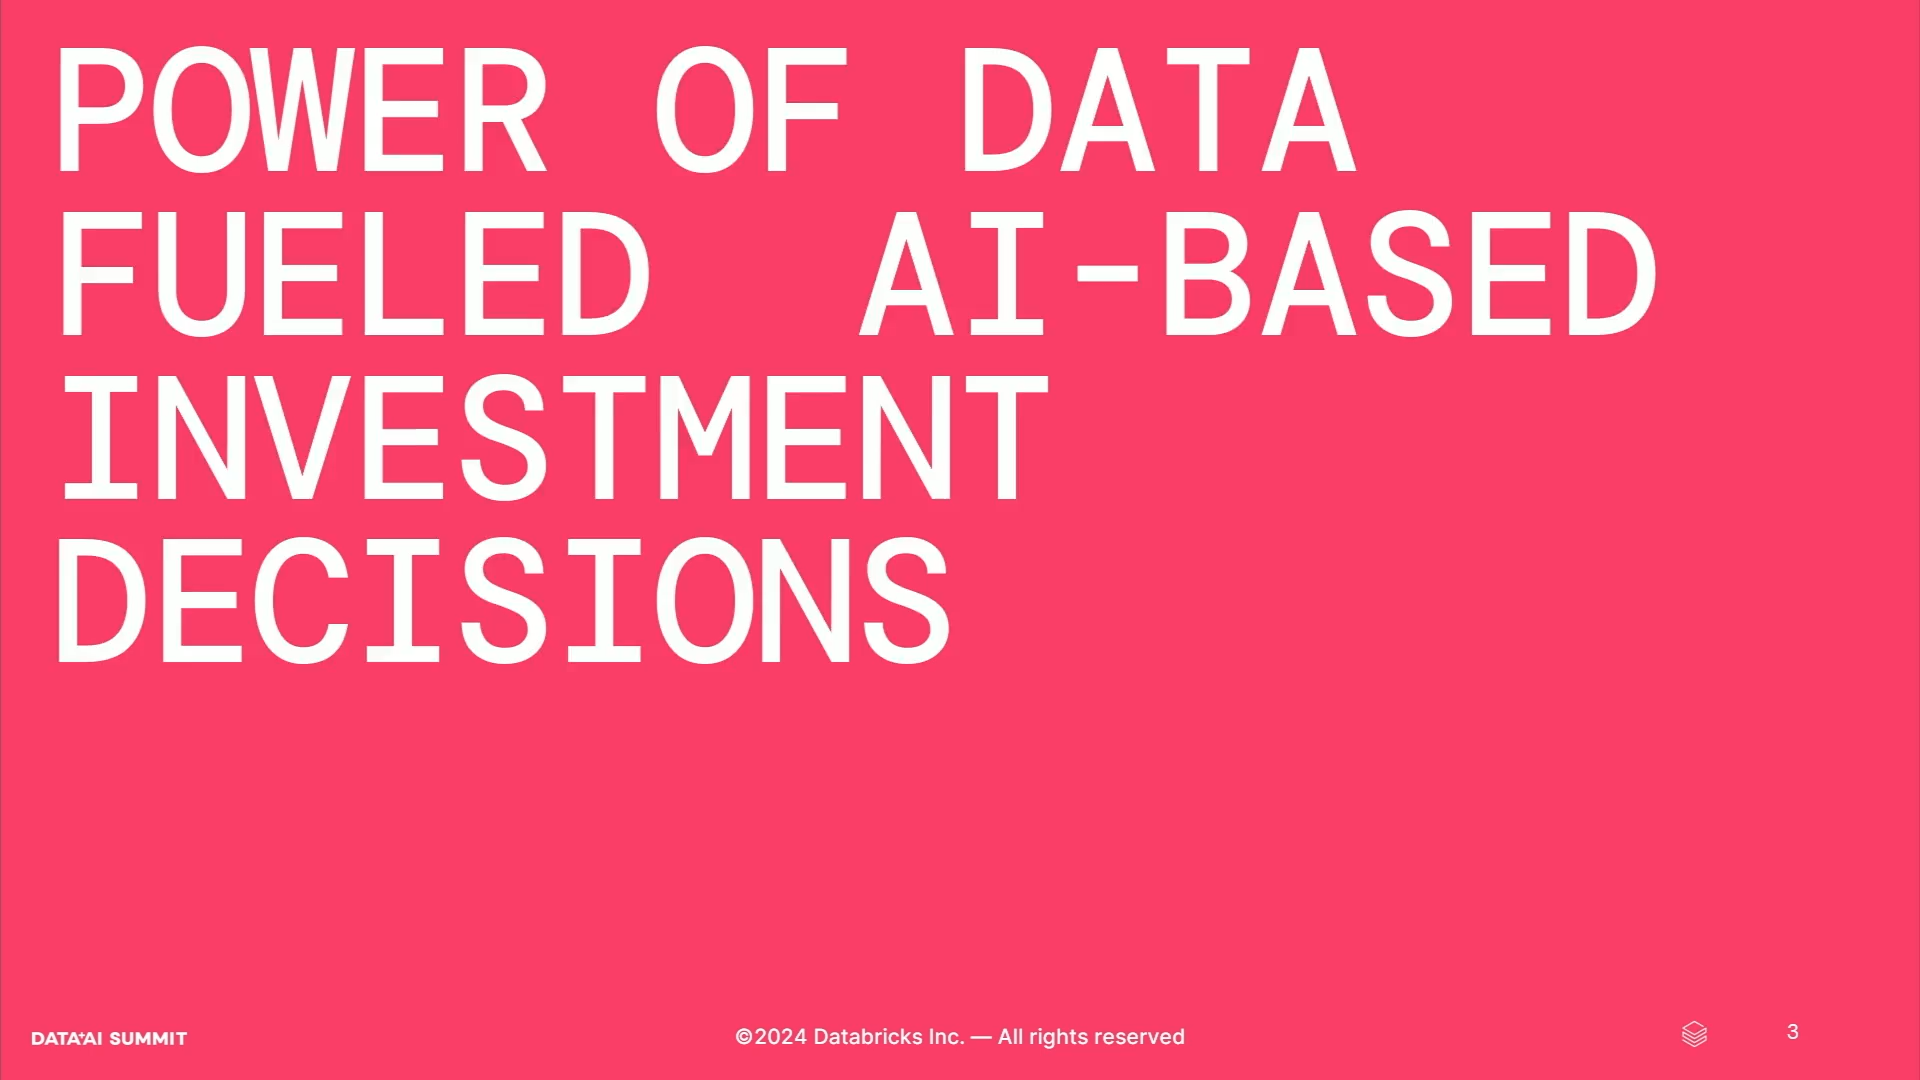 POWER OF DATA
FUELED  AI-BASED
INVESTMENT
DECISIONS
DATA+AI SUMMIT
©2024 Databricks Inc. — All rights reserved
3